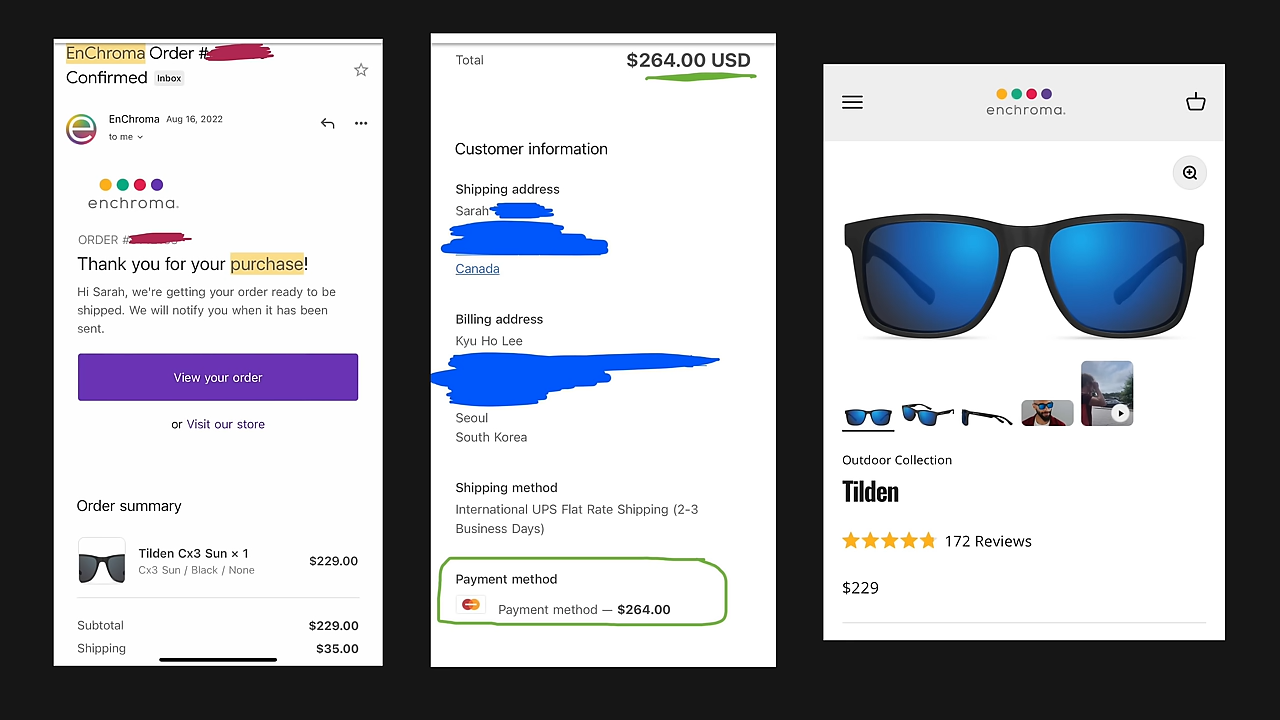 EnChroma Order #
Confirmed Inbox
EnChroma Aug 16, 2022
to me
enchroma.
ORDER #
Thank you for your purchase!
Hi Sarah, we're getting your order ready to be
shipped. We will notify you when it has been
sent.
View your order
or Visit our store
Order summary
Tilden Cx3 Sun × 1
$229.00
Cx3 Sun / Black / None
Subtotal $229.00
Shipping $35.00
Total $264.00 USD
Customer information
Shipping address
Sarah
Canada
Billing address
Kyu Ho Lee
Seoul
South Korea
Shipping method
International UPS Flat Rate Shipping (2-3
Business Days)
Payment method
Payment method — $264.00
enchroma.
Outdoor Collection
Tilden
172 Reviews
$229